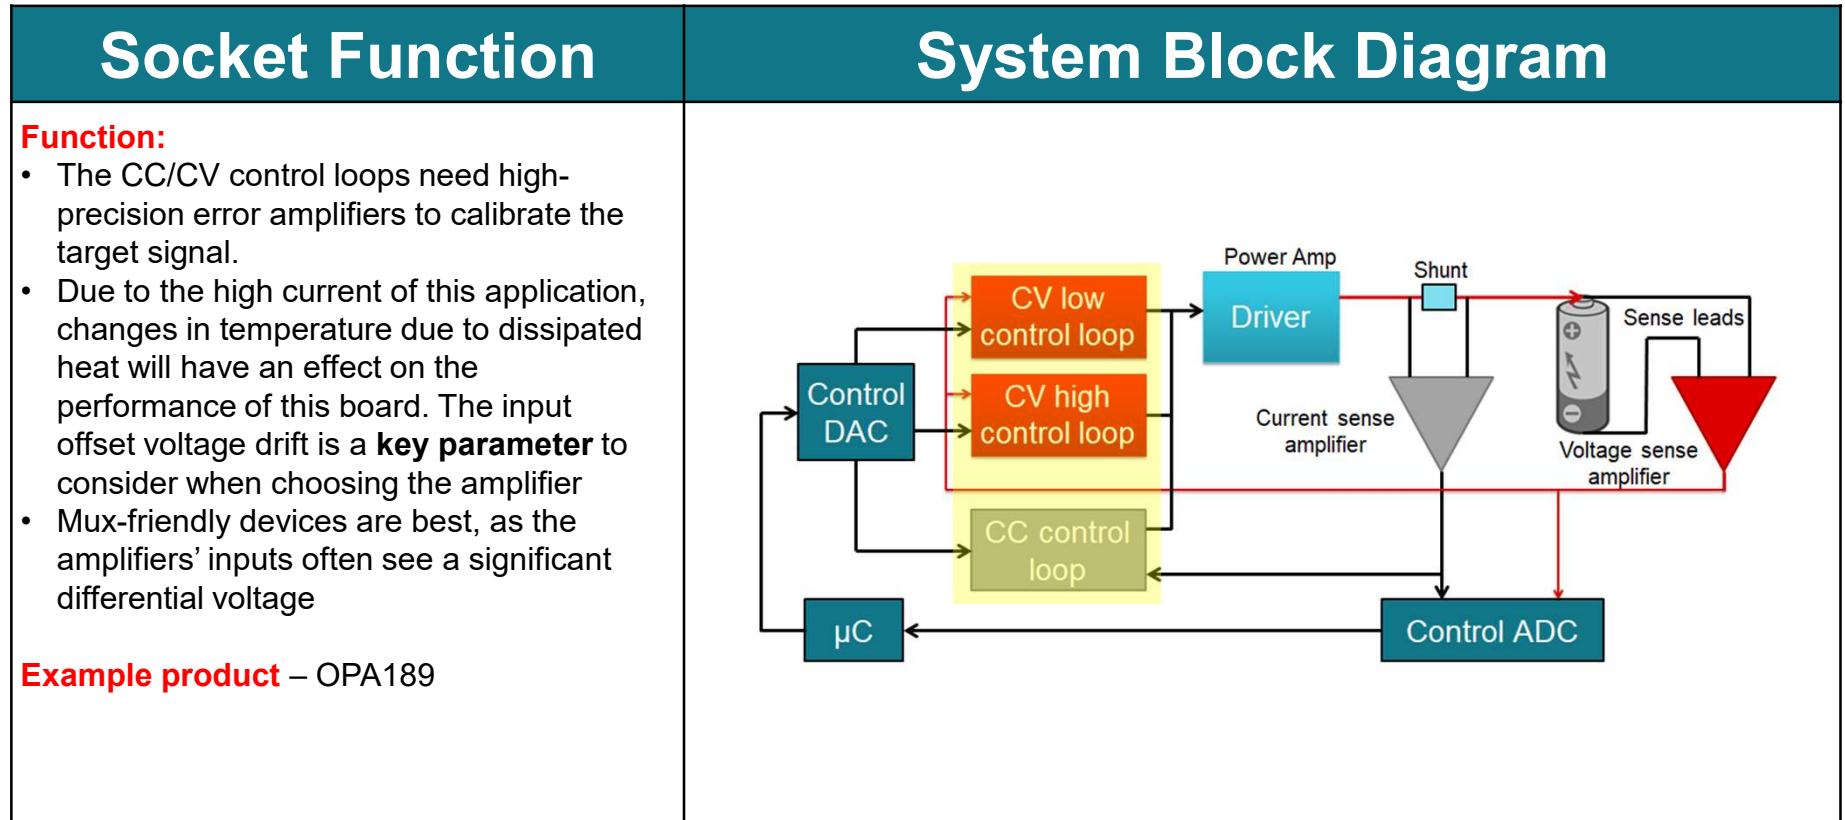 Socket Function
System Block Diagram
Function:
• The CC/CV control loops need high-
precision error amplifiers to calibrate the
target signal.
• Due to the high current of this application,
changes in temperature due to dissipated
heat will have an effect on the
performance of this board. The input
offset voltage drift is a key parameter to
consider when choosing the amplifier
• Mux-friendly devices are best, as the
amplifiers’ inputs often see a significant
differential voltage
Example product – OPA189
Power Amp
Shunt
CV low
control loop
Driver
Sense leads
Control
DAC
CV high
control loop
Current sense
amplifier
Voltage sense
amplifier
CC control
loop
µC
Control ADC